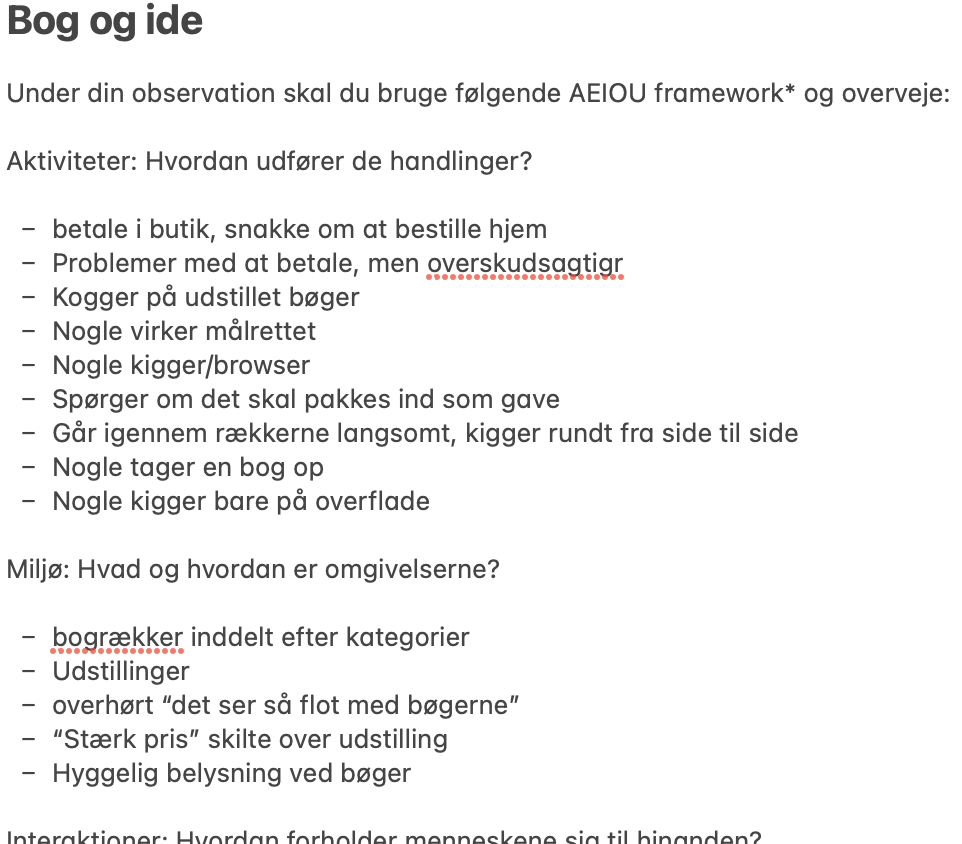 Bog og ide
Under din observation skal du bruge følgende AEIOU framework* og overveje:
Aktiviteter: Hvordan udfører de handlinger?
– betale i butik, snakke om at bestille hjem
– Problemer med at betale, men overskudsagtigr
– Kogger på udstillet bøger
– Nogle virker målrettet
– Nogle kigger/browser
– Spørger om det skal pakkes ind som gave
– Går igennem rækkerne langsomt, kigger rundt fra side til side
– Nogle tager en bog op
– Nogle kigger bare på overflade
Miljø: Hvad og hvordan er omgivelserne?
– bogrækker inddelt efter kategorier
– Udstillinger
– overhørt “det ser så flot med bøgerne”
– “Stærk pris” skilte over udstilling
– Hyggelig belysning ved bøger
Interaktioner: Hvordan forholder menneskene sig til hinanden?